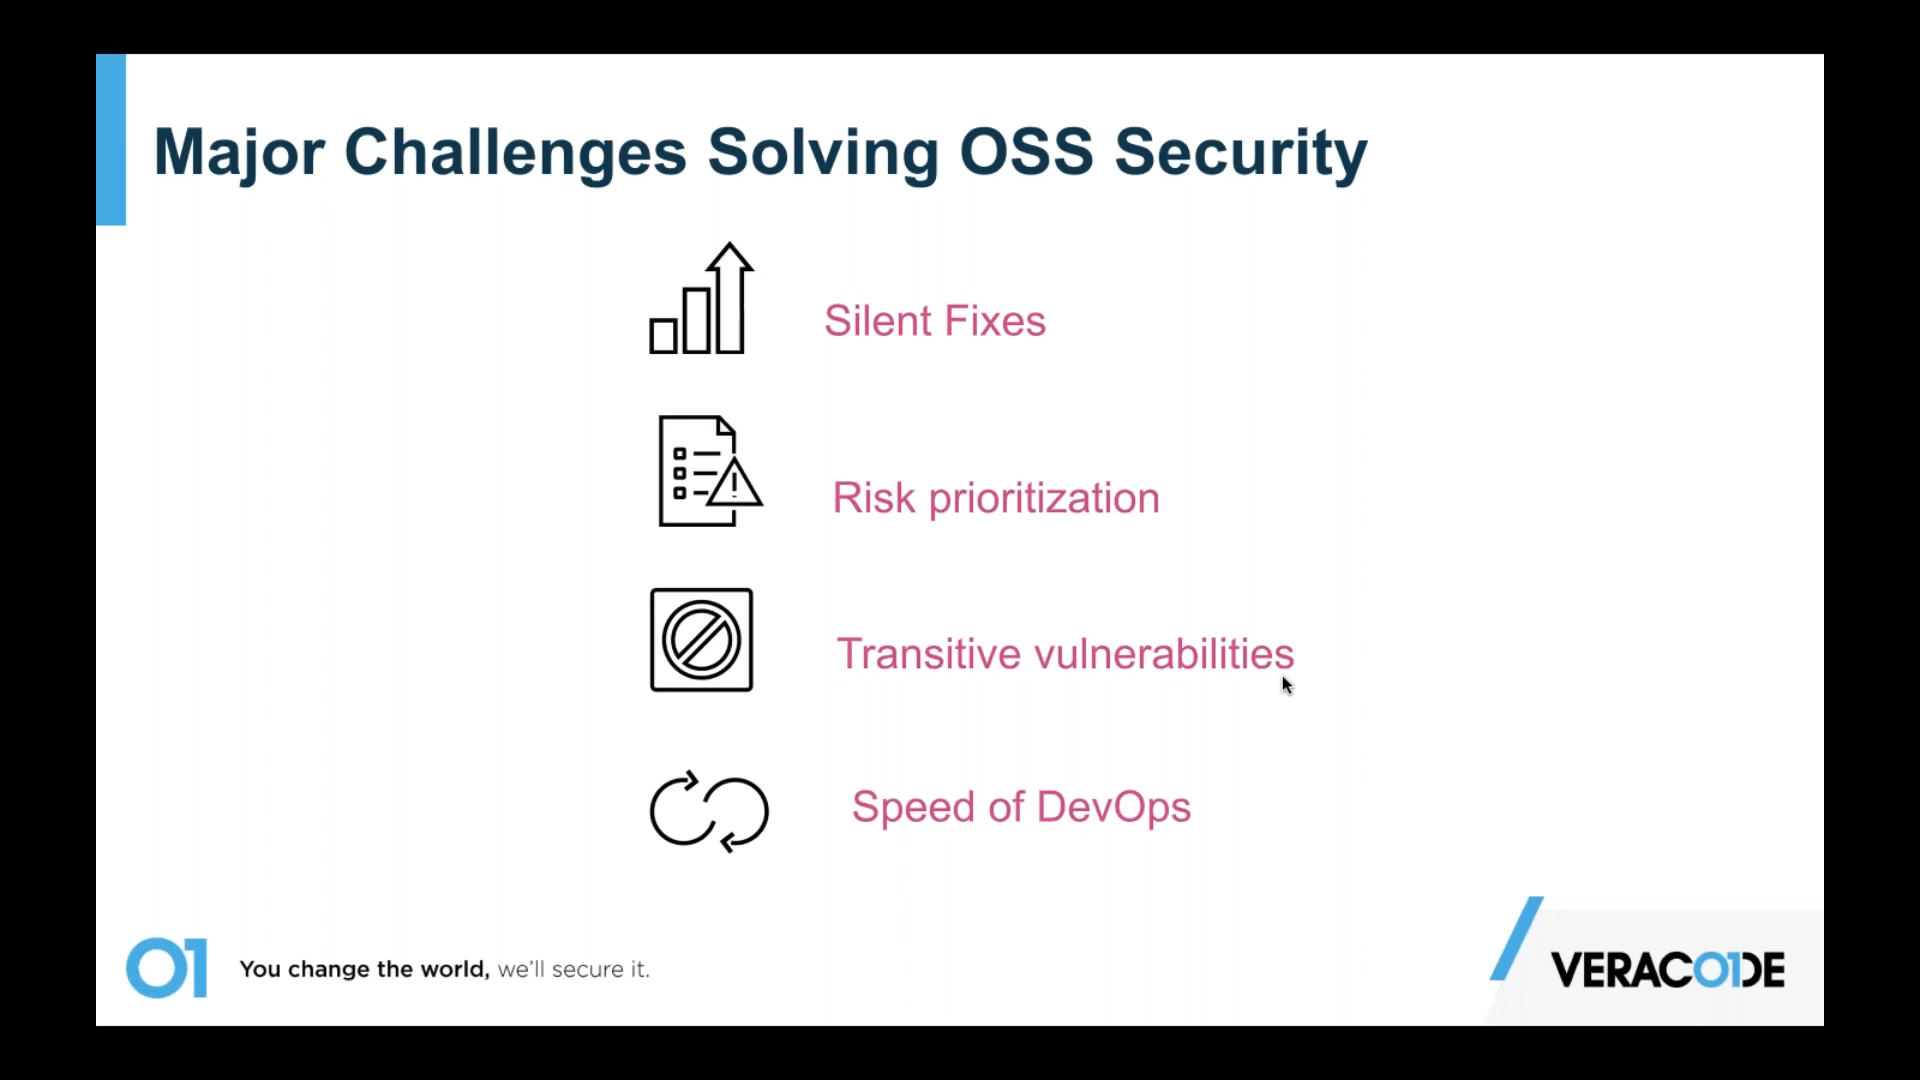 Major Challenges Solving OSS Security
Silent Fixes
Risk prioritization
Transitive vulnerabilities
Speed of DevOps
01 You change the world, we'll secure it.
VERACODE